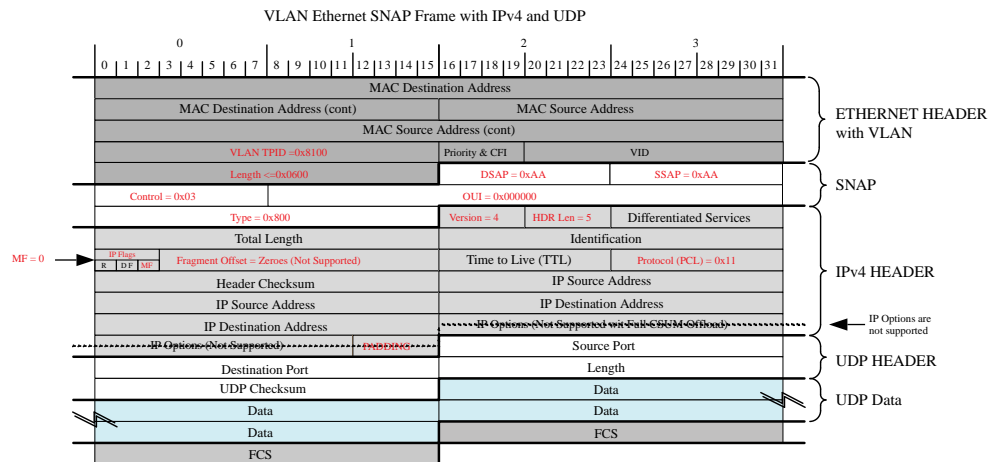 VLAN Ethernet SNAP Frame with IPv4 and UDP
0 1 2 3
0 1 2 3 4 5 6 7 8 9 10 11 12 13 14 15 16 17 18 19 20 21 22 23 24 25 26 27 28 29 30 31
MAC Destination Address
MAC Destination Address (cont) MAC Source Address
MAC Source Address (cont)
VLAN TPID =0x8100 Priority & CFI VID
ETHERNET HEADER
with VLAN
Length <=0x0600 DSAP = 0xAA SSAP = 0xAA
SNAP
Control = 0x03 OUI = 0x000000
Type = 0x800 Version = 4 HDR Len = 5 Differentiated Services
Total Length Identification
MF = 0 IP Flags
R D F MF Fragment Offset = Zeroes (Not Supported) Time to Live (TTL) Protocol (PCL) = 0x11
IPv4 HEADER
Header Checksum IP Source Address
IP Source Address IP Destination Address
IP Destination Address IP Options (Not Supported wit Full CSUM Offload)
IP Options are
not supported
IP Options (Not Supported) PADDING Source Port
UDP HEADER
Destination Port Length
UDP Checksum Data
UDP Data
Data Data
Data FCS
FCS